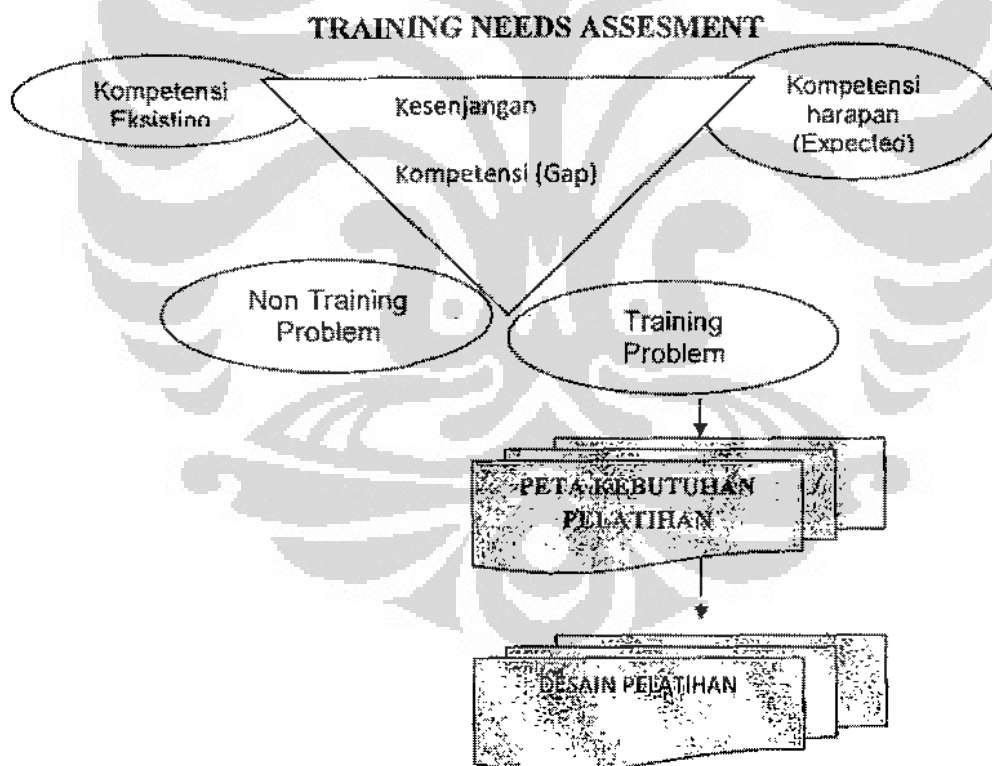 TRAINING NEEDS ASSESMENT
Kompetensi
Eksisting
Kesenjangan
Kompetensi (Gap)
Kompetensi
harapan
(Expected)
Non Training
Problem
Training
Problem
PETA KEBUTUHAN
PELATIHAN
DESAIN PELATIHAN